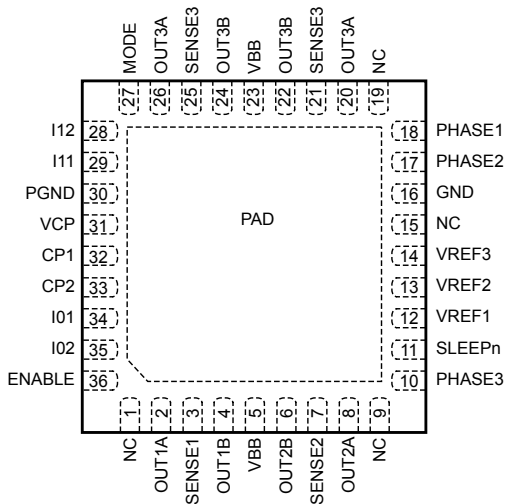 MODE
OUT3A
SENSE3
OUT3B
VBB
OUT3B
SENSE3
OUT3A
NC
27
26
25
24
23
22
21
20
19
I12 28
I11 29
PGND 30
VCP 31
CP1 32
CP2 33
I01 34
I02 35
ENABLE 36
PAD
18 PHASE1
17 PHASE2
16 GND
15 NC
14 VREF3
13 VREF2
12 VREF1
11 SLEEPn
10 PHASE3
1
2
3
4
5
6
7
8
9
NC
OUT1A
SENSE1
OUT1B
VBB
OUT2B
SENSE2
OUT2A
NC